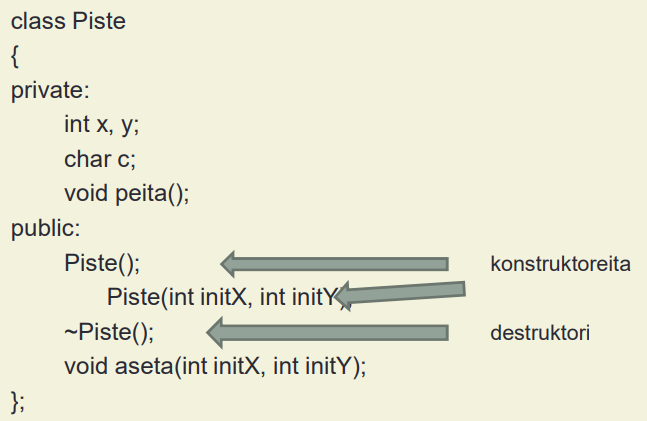 class Piste
{
private:
int x, y;
char c;
void peita();
public:
Piste();
konstruktoreita
Piste(int initX, int initY)
~Piste();
destruktori
void aseta(int initX, int initY);
};